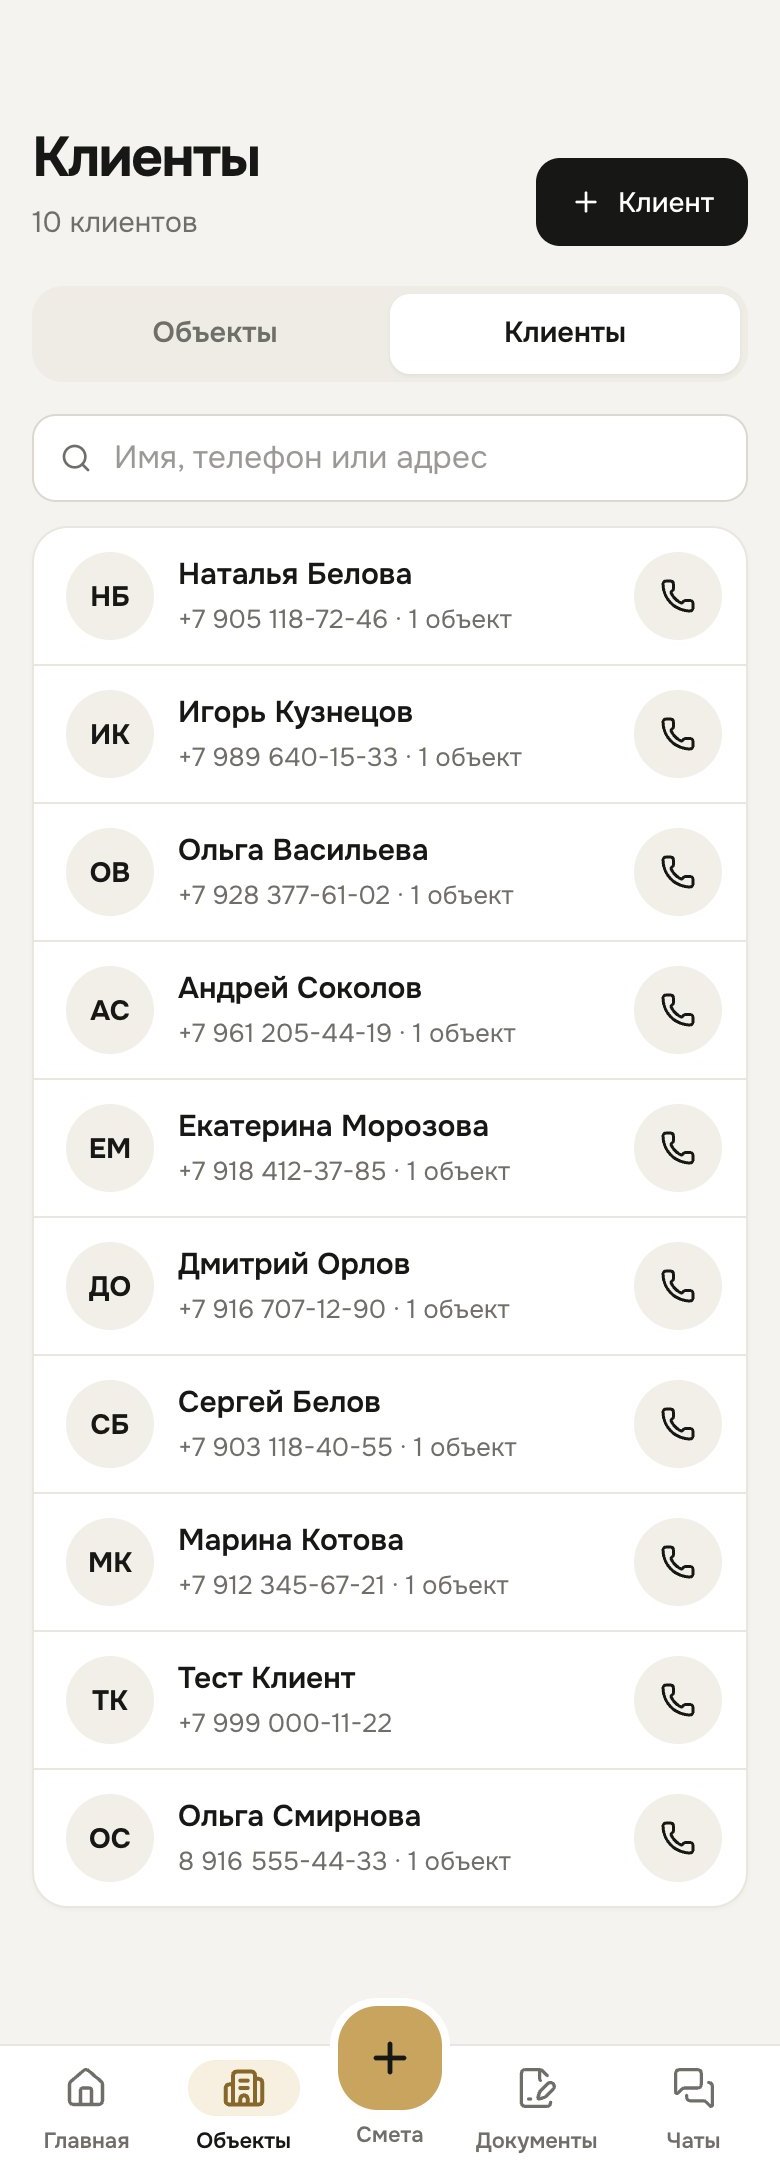 Клиенты
10 клиентов
+ Клиент
Объекты
Клиенты
Имя, телефон или адрес
НБ
Наталья Белова
+7 905 118-72-46 · 1 объект
ИК
Игорь Кузнецов
+7 989 640-15-33 · 1 объект
ОВ
Ольга Васильева
+7 928 377-61-02 · 1 объект
АС
Андрей Соколов
+7 961 205-44-19 · 1 объект
ЕМ
Екатерина Морозова
+7 918 412-37-85 · 1 объект
ДО
Дмитрий Орлов
+7 916 707-12-90 · 1 объект
СБ
Сергей Белов
+7 903 118-40-55 · 1 объект
МК
Марина Котова
+7 912 345-67-21 · 1 объект
ТК
Тест Клиент
+7 999 000-11-22
ОС
Ольга Смирнова
8 916 555-44-33 · 1 объект
Главная
Объекты
Смета
Документы
Чаты